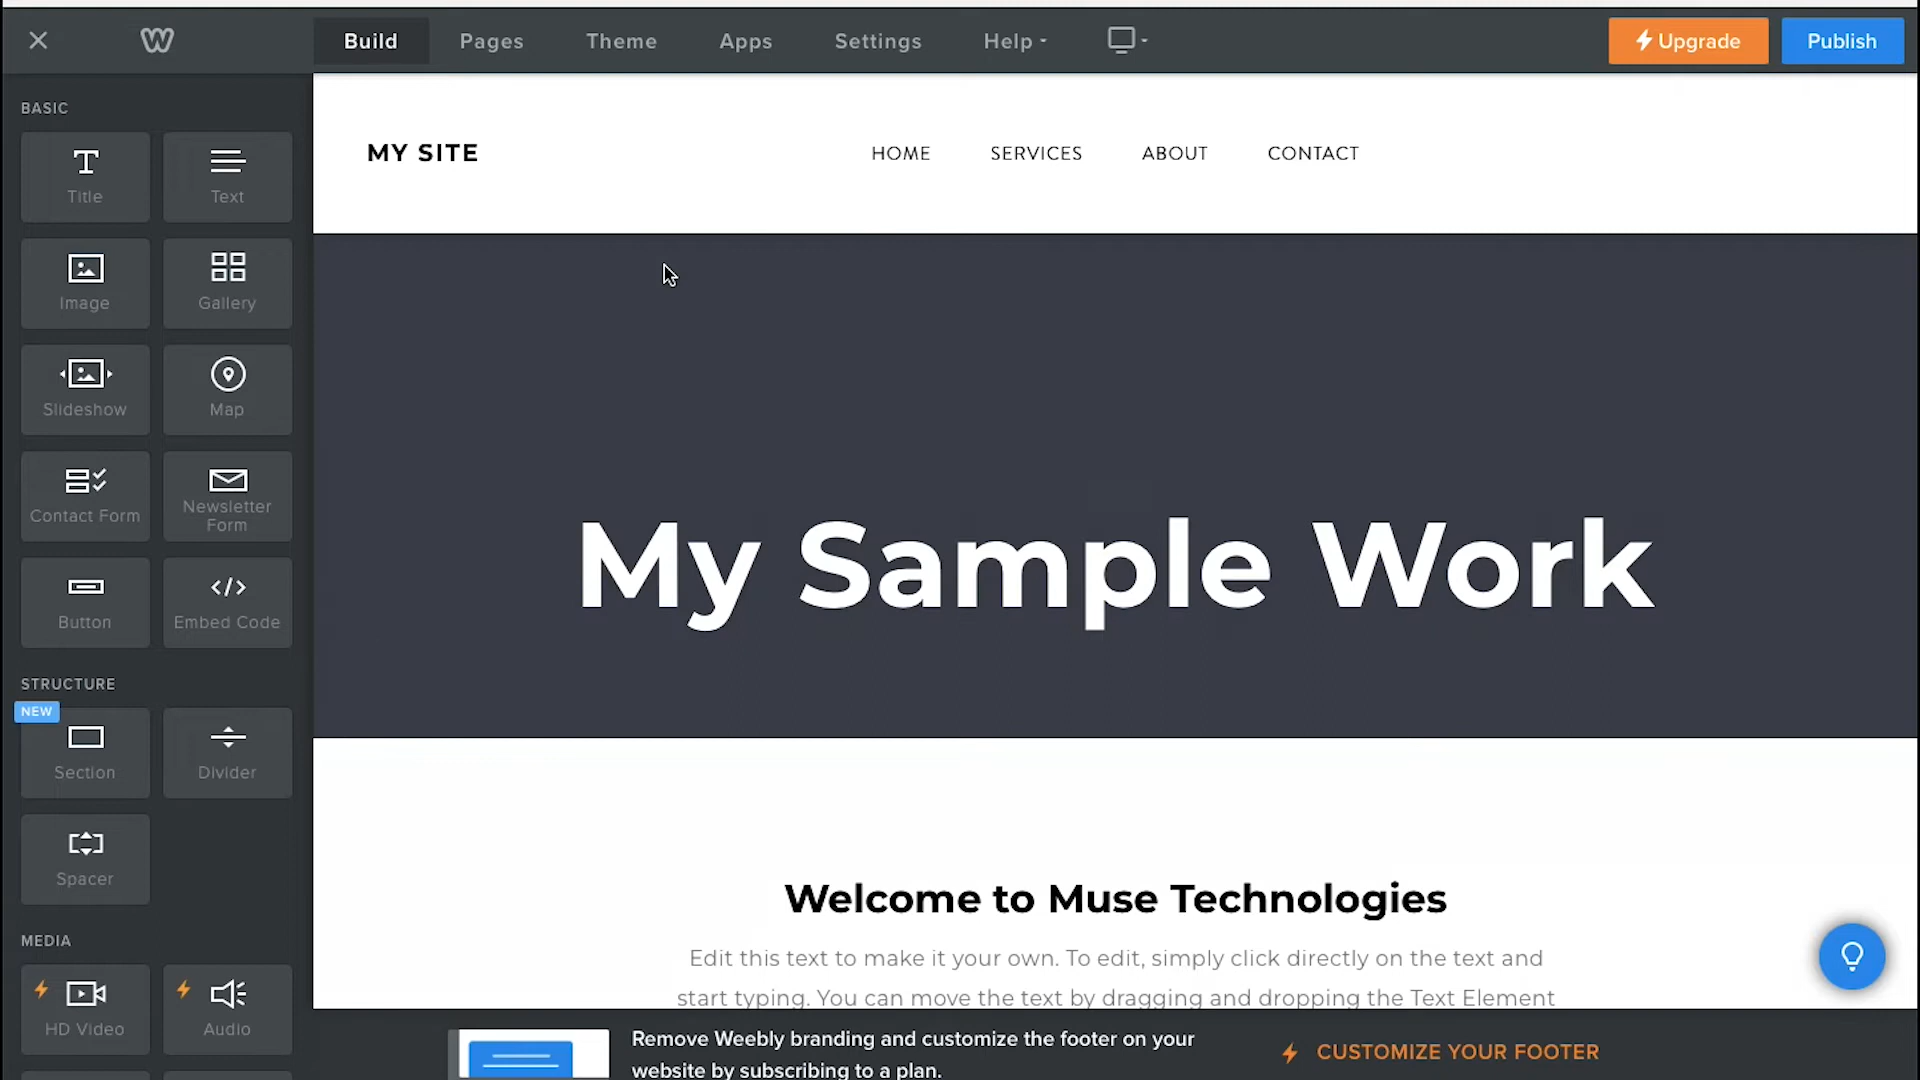 Build Pages Theme Apps Settings Help Upgrade Publish
BASIC
Title Text
Image Gallery
Slideshow Map
Contact Form Newsletter
Form
Button Embed Code
STRUCTURE
NEW
Section Divider
Spacer
MEDIA
HD Video Audio
MY SITE HOME SERVICES ABOUT CONTACT
My Sample Work
Welcome to Muse Technologies
Edit this text to make it your own. To edit, simply click directly on the text and
start typing. You can move the text by dragging and dropping the Text Element
Remove Weebly branding and customize the footer on your
website by subscribing to a plan.
CUSTOMIZE YOUR FOOTER